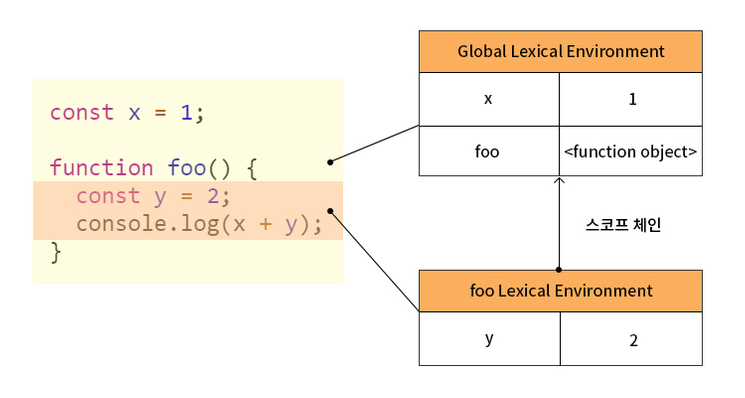 const x = 1;
function foo() {
const y = 2;
console.log(x + y);
}
Global Lexical Environment
x 1
foo <function object>
스코프 체인
foo Lexical Environment
y 2